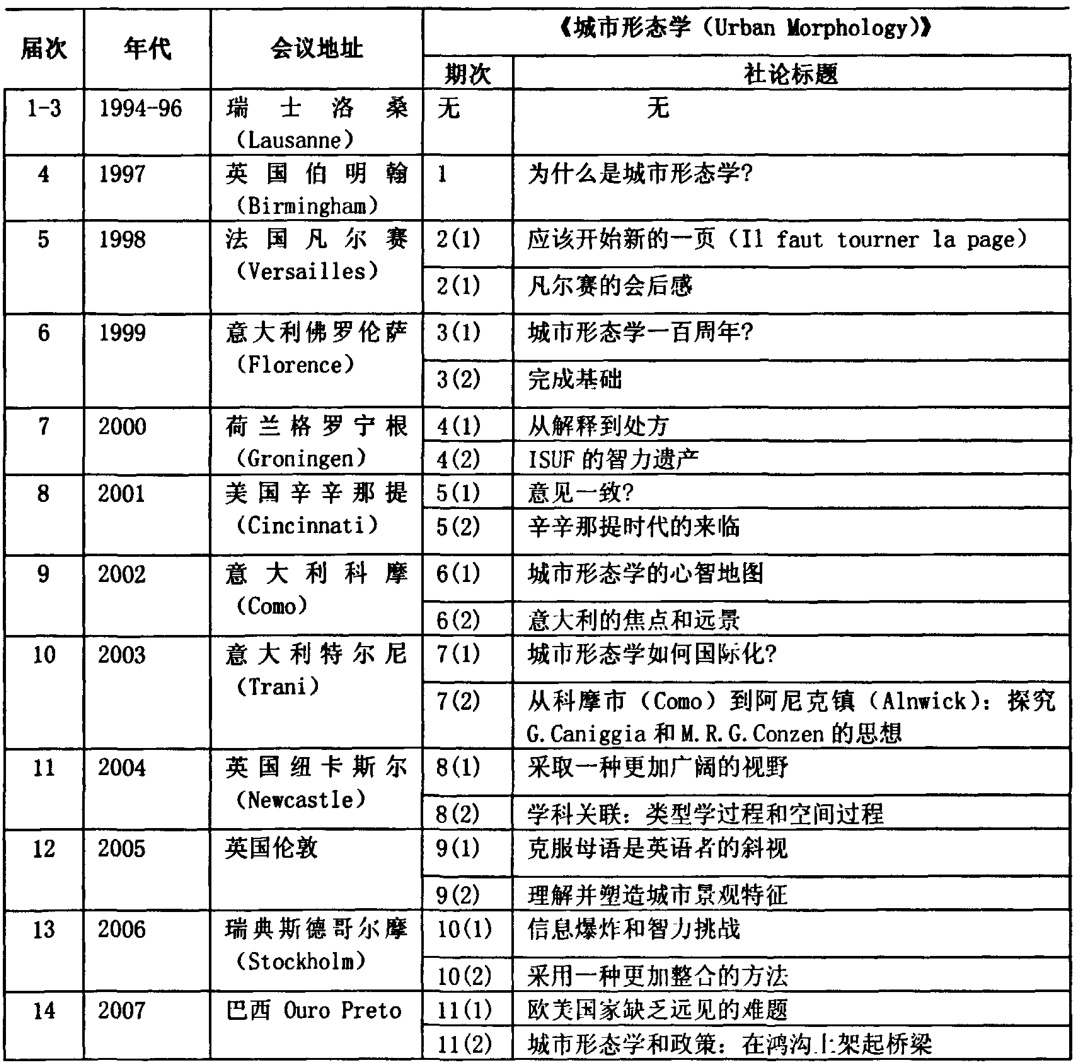 届次 年代 会议地址 《城市形态学（Urban Morphology）》
期次 社论标题
1-3 1994-96 瑞士洛桑 无 无
（Lausanne）
4 1997 英国伯明翰 1 为什么是城市形态学?
（Birmingham）
5 1998 法国凡尔赛 2(1) 应该开始新的一页（Il faut tourner la page）
（Versailles）
2(1) 凡尔赛的会后感
6 1999 意大利佛罗伦萨 3(1) 城市形态学一百周年?
（Florence）
3(2) 完成基础
7 2000 荷兰格罗宁根 4(1) 从解释到处方
（Groningen） 4(2) ISUF 的智力遗产
8 2001 美国辛辛那提 5(1) 意见一致?
（Cincinnati） 5(2) 辛辛那提时代的来临
9 2002 意大利科摩 6(1) 城市形态学的心智地图
（Como）
6(2) 意大利的焦点和远景
10 2003 意大利特尔尼 7(1) 城市形态学如何国际化?
（Trani）
7(2) 从科摩市（Como）到阿尼克镇（Alnwick）：探究
G.Caniggia 和 M.R.G.Conzen 的思想
11 2004 英国纽卡斯尔 8(1) 采取一种更加广阔的视野
（Newcastle）
8(2) 学科关联：类型学过程和空间过程
12 2005 英国伦敦 9(1) 克服母语是英语者的斜视
9(2) 理解并塑造城市景观特征
13 2006 瑞典斯德哥尔摩 10(1) 信息爆炸和智力挑战
（Stockholm）
10(2) 采用一种更加整合的方法
14 2007 巴西 Ouro Preto 11(1) 欧美国家缺乏远见的难题
11(2) 城市形态学和政策：在鸿沟上架起桥梁